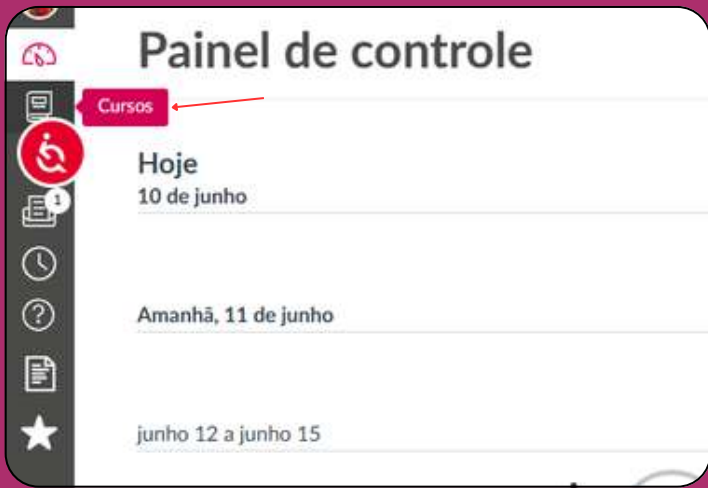 Painel de controle
Cursos
Hoje
10 de junho
1
Amanhã, 11 de junho
junho 12 a junho 15